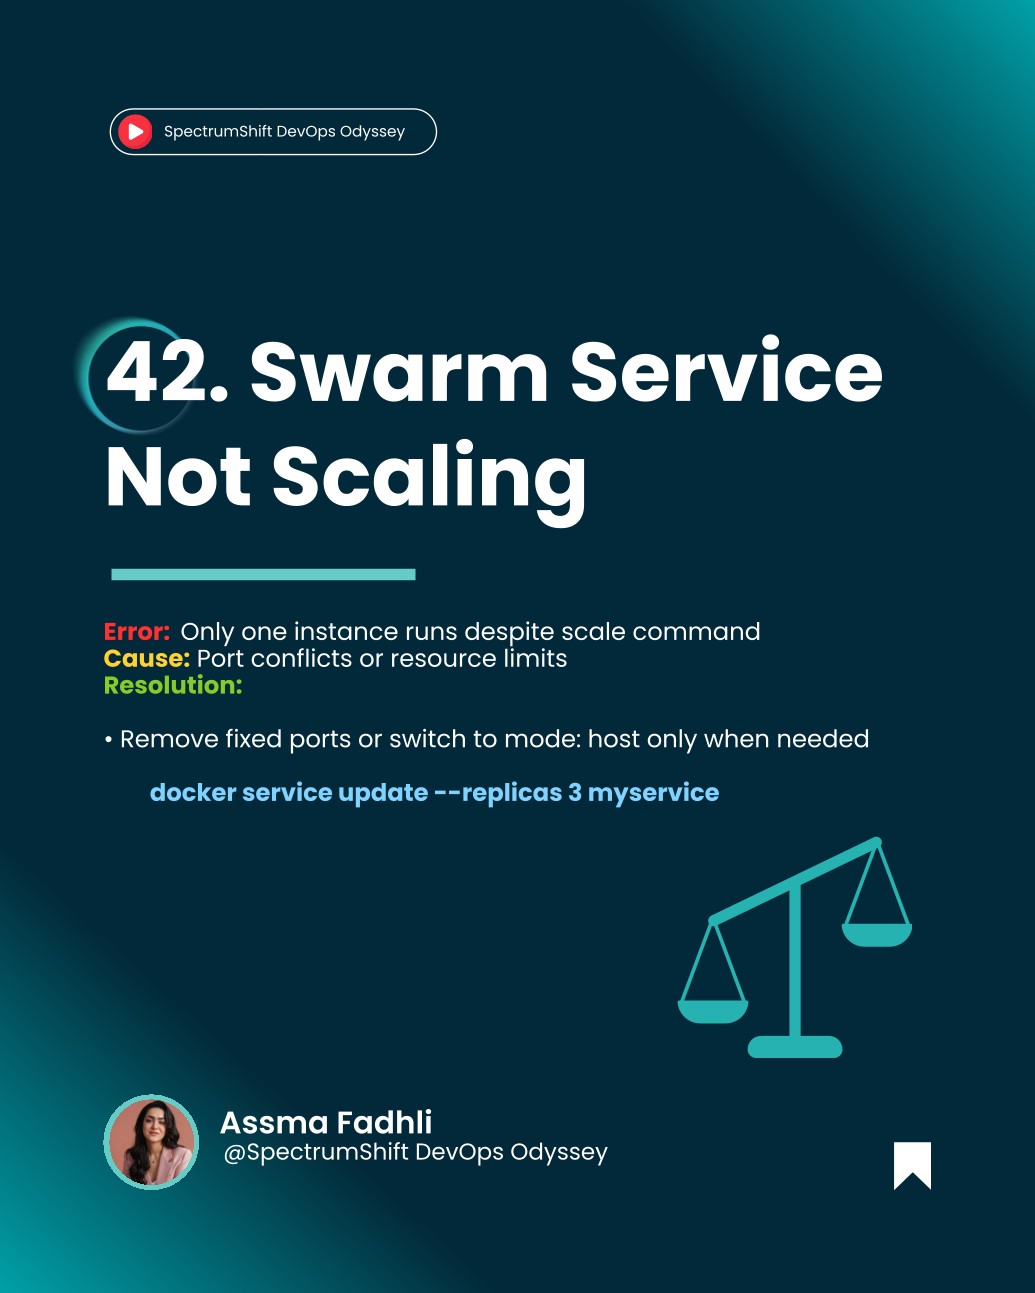 SpectrumShift DevOps Odyssey
42. Swarm Service
Not Scaling
Error: Only one instance runs despite scale command
Cause: Port conflicts or resource limits
Resolution:
• Remove fixed ports or switch to mode: host only when needed
docker service update --replicas 3 myservice
Assma Fadhli
@SpectrumShift DevOps Odyssey